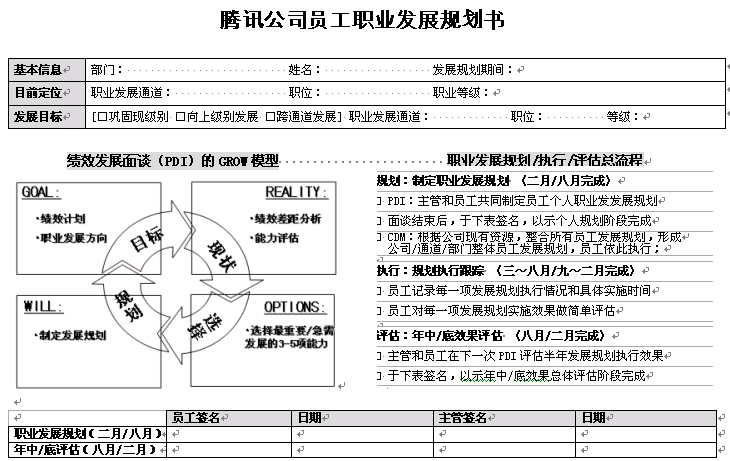 腾讯公司员工职业发展规划书
基本信息 部门： 姓名： 发展规划期间：
目前定位 职业发展通道： 职位： 职业等级：
发展目标 [□巩固现级别 □向上级别发展 □跨通道发展] 职业发展通道： 职位： 等级：
绩效发展面谈（PDI）的 GROW 模型
GOAL:
·绩效计划
·职业发展方向
REALITY:
·绩效差距分析
·能力评估
目标
现状
选择
规划
WILL:
·制定发展规划
OPTIONS:
·选择最重要/急需
发展的3-5项能力
职业发展规划/执行/评估总流程
规划：制定职业发展规划 （二月/八月完成）
PDI：主管和员工共同制定员工个人职业发发展规划
面谈结束后，于下表签名，以示个人规划阶段完成
CDM：根据公司现有资源，整合所有员工发展规划，形成
公司/通道/部门整体员工发展规划，员工依此执行；
执行：规划执行跟踪 （三～八月/九～二月完成）
员工记录每一项发展规划执行情况和具体实施时间
员工对每一项发展规划实施效果做简单评估
评估：年中/底效果评估 （八月/二月完成）
主管和员工在下一次 PDI 评估半年发展规划执行效果
于下表签名，以示年中/底效果总体评估阶段完成
员工签名 日期 主管签名 日期
职业发展规划（二月/八月）
年中/底评估（八月/二月）